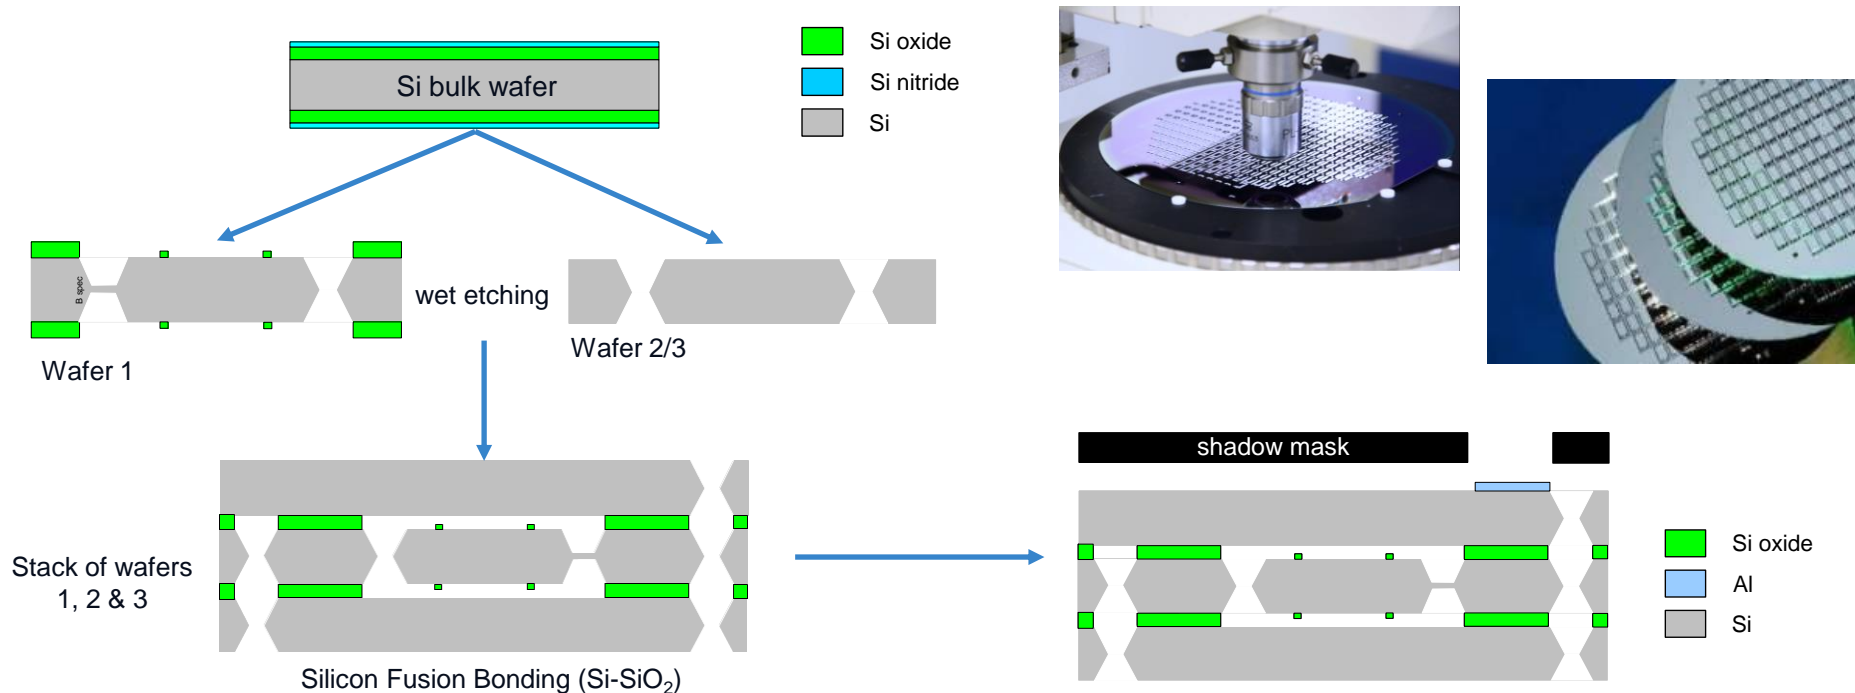 Si bulk wafer
Si oxide
Si nitride
Si
B spec
wet etching
Wafer 1
Wafer 2/3
Stack of wafers
1, 2 & 3
Silicon Fusion Bonding (Si-SiO₂)
shadow mask
Si oxide
Al
Si